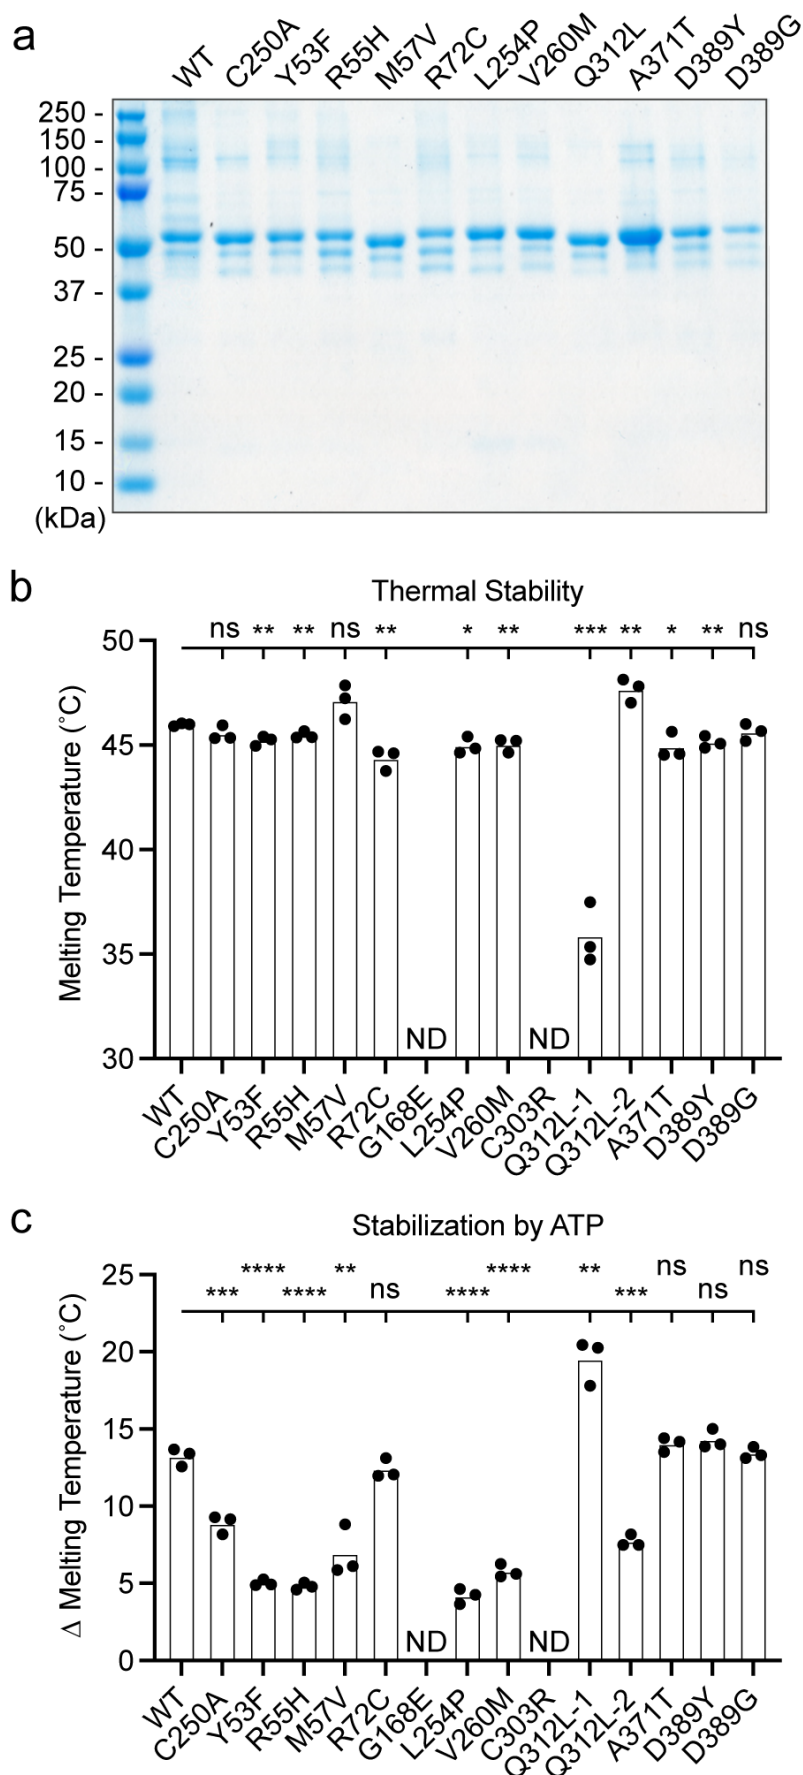 a
WT C250A Y53F R55H M57V R72C L254P V260M Q312L A371T D389Y D389G
250 -
150 -
100 -
75 -
50 -
37 -
25 -
20 -
15 -
10 -
(kDa)
b
Thermal Stability
ns ** ** ns ** * ** *** ** * ** ns
Melting Temperature (˚C)
50
45
40
35
30
ND ND
WT C250A Y53F R55H M57V R72C G168E L254P V260M C303R Q312L-1 Q312L-2 A371T D389Y D389G
c
Stabilization by ATP
**** ** **** ** ns ns
*** **** ns **** *** ns
Δ Melting Temperature (˚C)
25
20
15
10
5
0
ND ND
WT C250A Y53F R55H M57V R72C G168E L254P V260M C303R Q312L-1 Q312L-2 A371T D389Y D389G